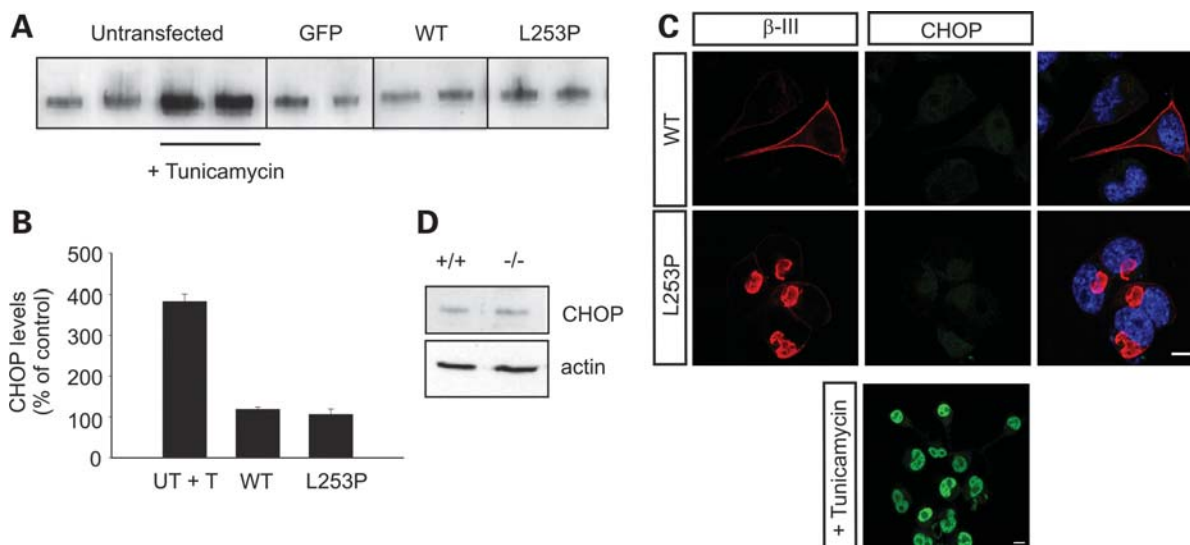 A
Untransfected GFP WT L253P
+ Tunicamycin
B
CHOP levels
(% of control)
500
400
300
200
100
0
UT + T WT L253P
D
+/+ -/-
CHOP
actin
C
β-III CHOP
WT
L253P
+ Tunicamycin